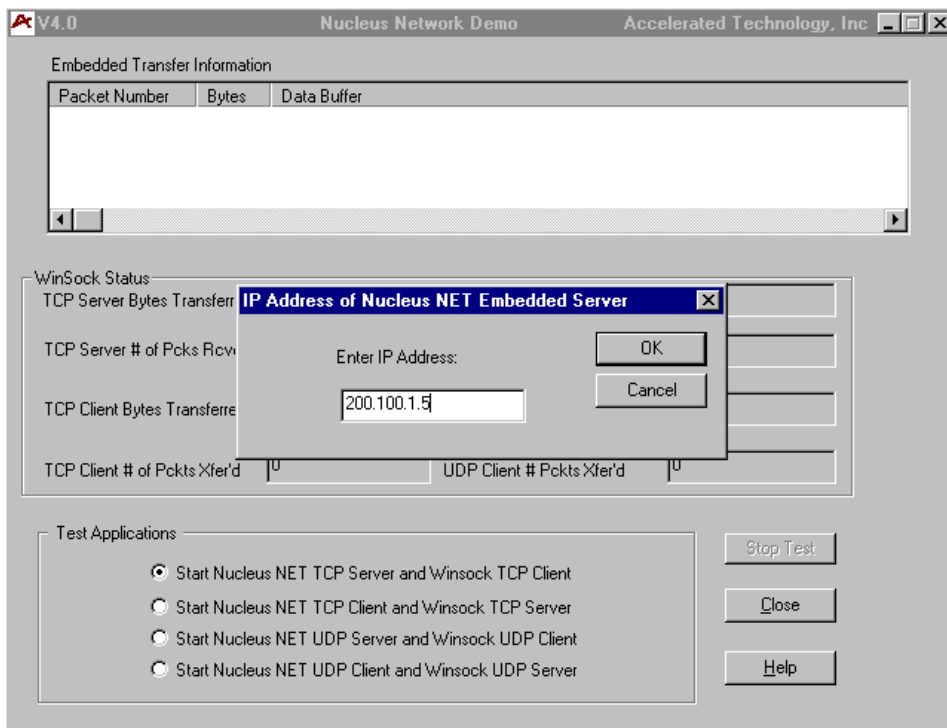 V4.0 Nucleus Network Demo Accelerated Technology, Inc
Embedded Transfer Information
Packet Number Bytes Data Buffer
WinSock Status
TCP Server Bytes Transferr
IP Address of Nucleus NET Embedded Server
TCP Server # of Pcks Rcv
Enter IP Address:
OK
Cancel
200.100.1.5
TCP Client Bytes Transferre
TCP Client # of Pckts Xfer'd 0 UDP Client # Pckts Xfer'd 0
Test Applications
Start Nucleus NET TCP Server and Winsock TCP Client
Start Nucleus NET TCP Client and Winsock TCP Server
Start Nucleus NET UDP Server and Winsock UDP Client
Start Nucleus NET UDP Client and Winsock UDP Server
Stop Test
Close
Help